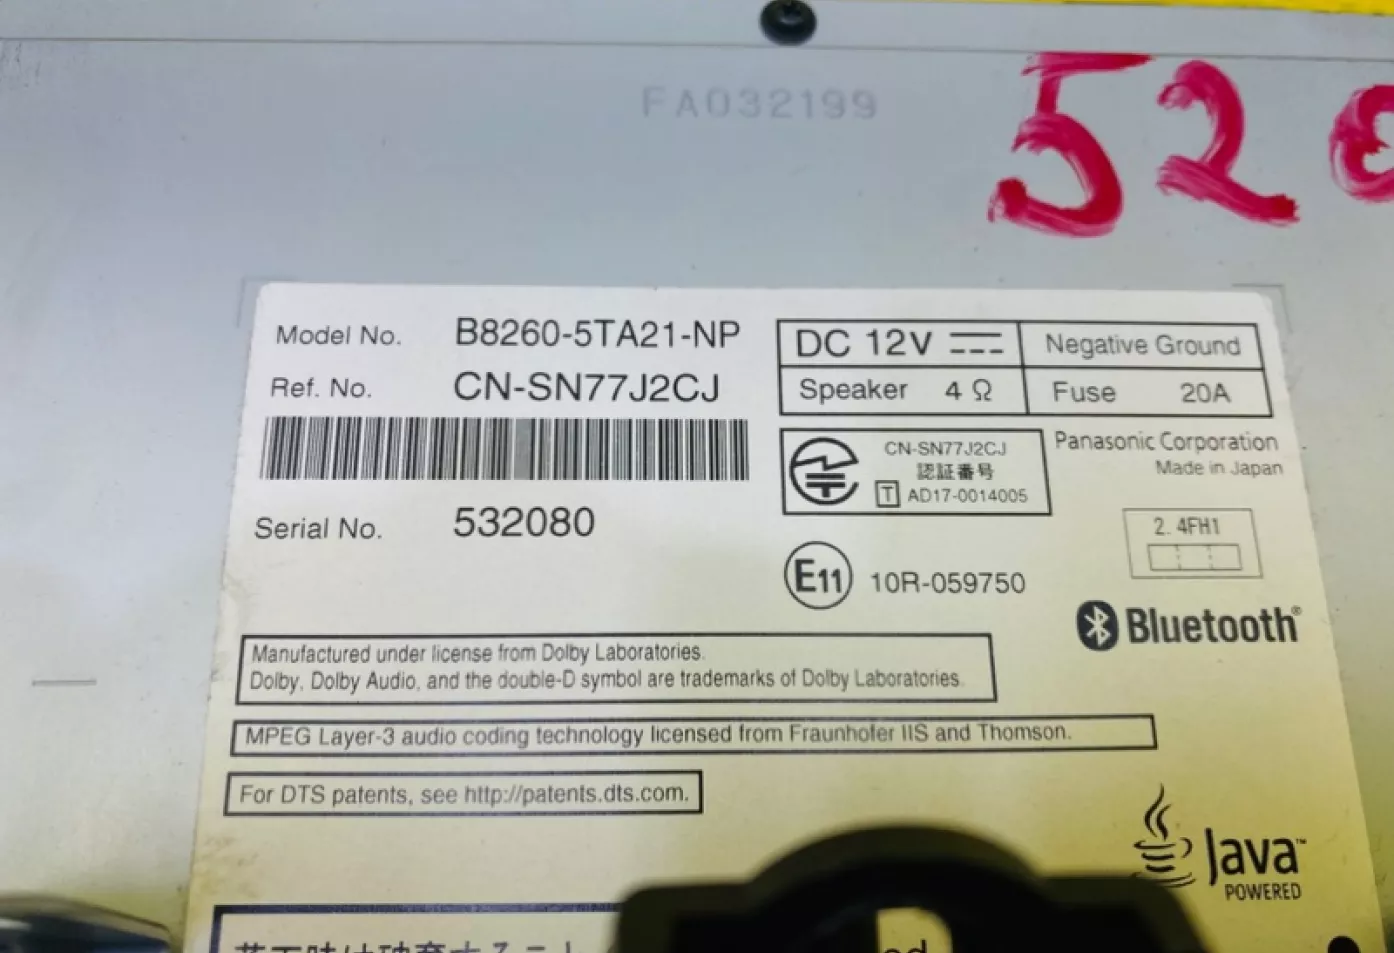 FA032199
52
Model No. B8260-5TA21-NP
Ref. No. CN-SN77J2CJ
Serial No. 532080
DC 12V Negative Ground
Speaker 4 Ω Fuse 20A
CN-SN77J2CJ
認証番号
T AD17-0014005
Panasonic Corporation
Made in Japan
2.4FH1
E11 10R-059750
Bluetooth®
Manufactured under license from Dolby Laboratories.
Dolby, Dolby Audio, and the double-D symbol are trademarks of Dolby Laboratories.
MPEG Layer-3 audio coding technology licensed from Fraunhofer IIS and Thomson.
For DTS patents, see http://patents.dts.com.
Java™
POWERED